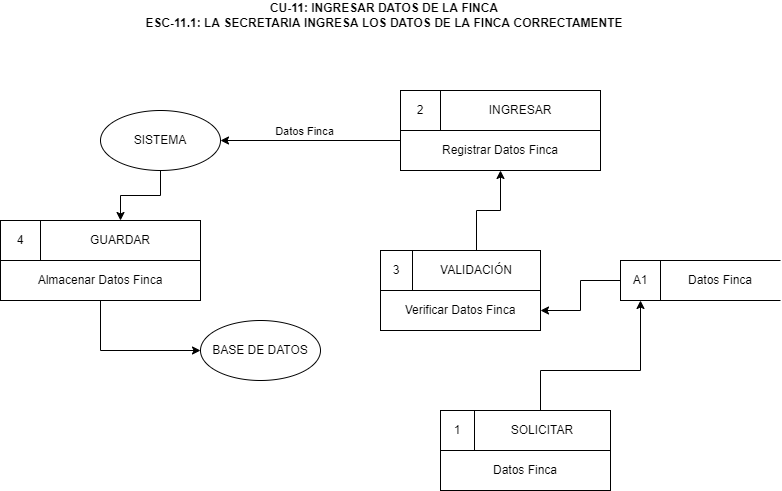 CU-11: INGRESAR DATOS DE LA FINCA
ESC-11.1: LA SECRETARIA INGRESA LOS DATOS DE LA FINCA CORRECTAMENTE
2 INGRESAR
Registrar Datos Finca
Datos Finca
SISTEMA
4 GUARDAR
Almacenar Datos Finca
3 VALIDACIÓN
Verificar Datos Finca
A1 Datos Finca
BASE DE DATOS
1 SOLICITAR
Datos Finca